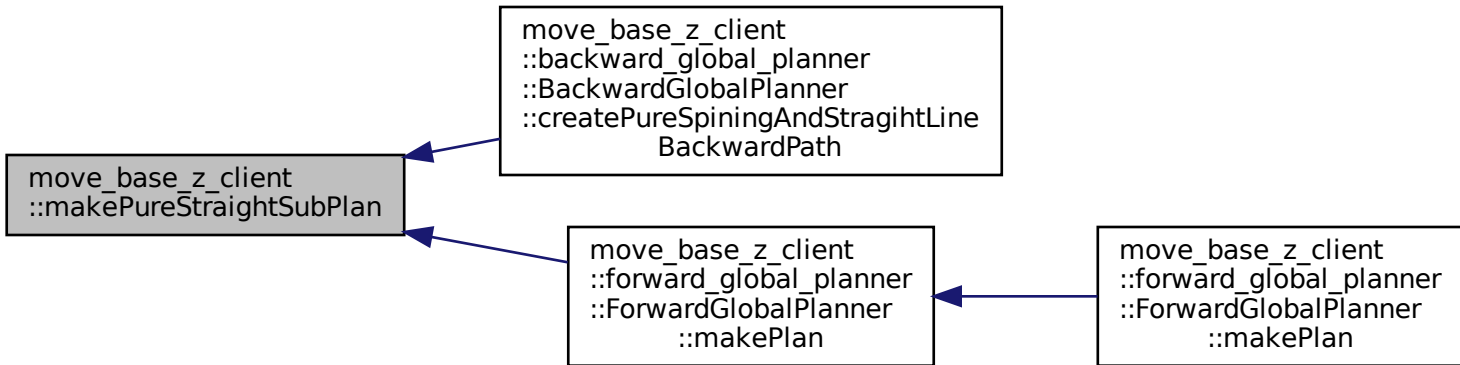 move_base_z_client
::makePureStraightSubPlan
move_base_z_client
::backward_global_planner
::BackwardGlobalPlanner
::createPureSpiningAndStragihtLine
BackwardPath
move_base_z_client
::forward_global_planner
::ForwardGlobalPlanner
::makePlan
move_base_z_client
::forward_global_planner
::ForwardGlobalPlanner
::makePlan